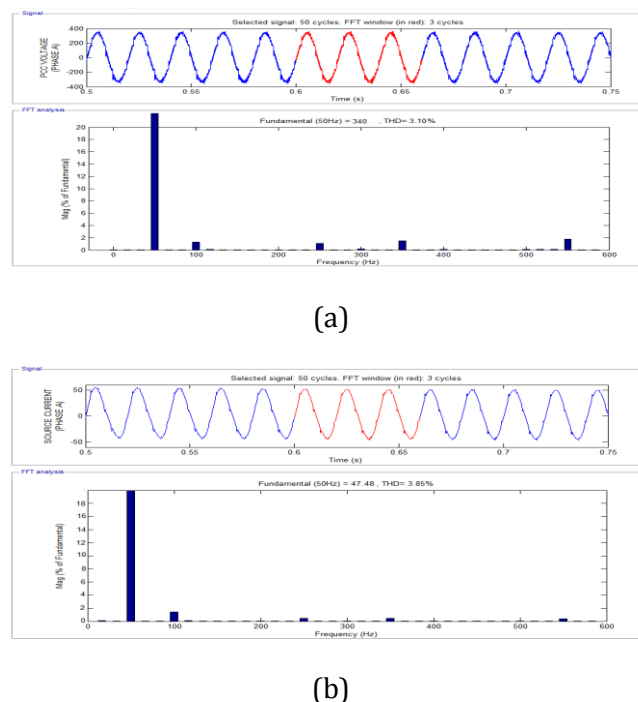 Signal
Selected signal: 50 cycles. FFT window (in red): 3 cycles
PCC VOLTAGE
(PHASE A)
400
200
0
-200
-400
0.5 0.55 0.6 0.65 0.7 0.75
Time (s)
FFT analysis
Fundamental (50Hz) = 340 , THD= 3.10%
Mag (% of Fundamental)
20
18
16
14
12
10
8
6
4
2
0
0 100 200 300 400 500 600
Frequency (Hz)
(a)
Signal
Selected signal: 50 cycles. FFT window (in red): 3 cycles
SOURCE CURRENT
(PHASE A)
50
0
-50
0.5 0.55 0.6 0.65 0.7 0.75
Time (s)
FFT analysis
Fundamental (50Hz) = 47.48 , THD= 3.85%
Mag (% of Fundamental)
18
16
14
12
10
8
6
4
2
0
0 100 200 300 400 500 600
Frequency (Hz)
(b)